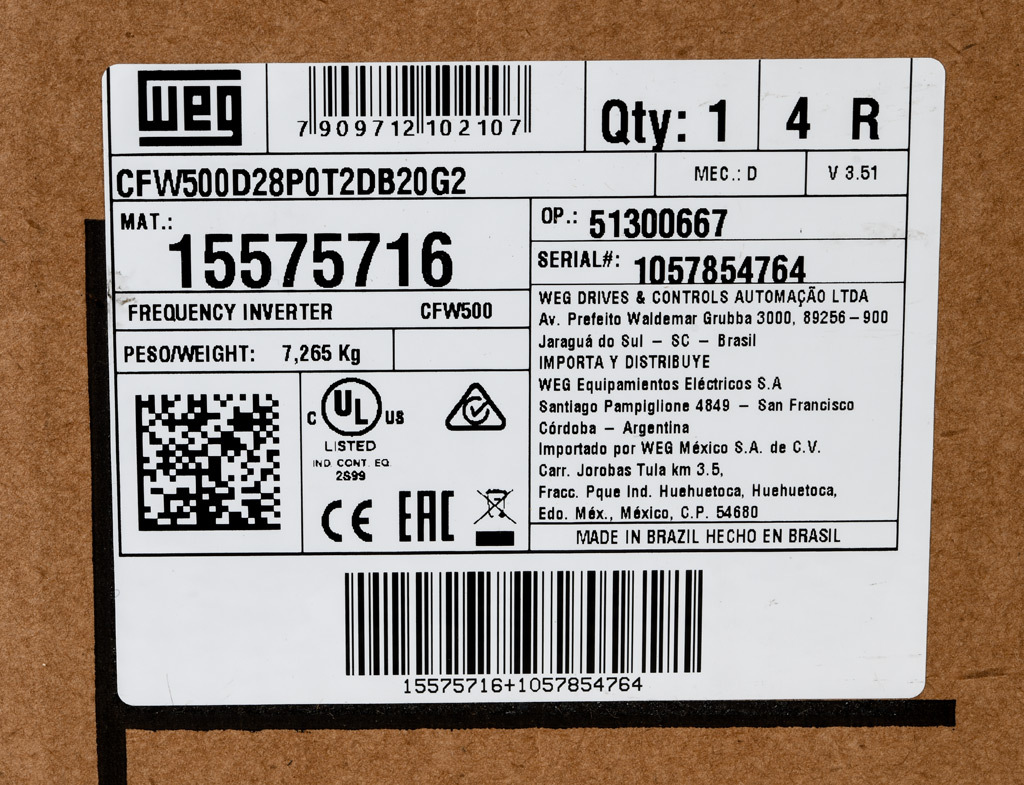 weg
7 909712 102107
Qty: 1
4 R
CFW500D28P0T2DB20G2
MEC.: D
V 3.51
MAT.:
15575716
OP.: 51300667
SERIAL#: 1057854764
FREQUENCY INVERTER CFW500
PESO/WEIGHT: 7,265 Kg
WEG DRIVES & CONTROLS AUTOMAÇÃO LTDA
Av. Prefeito Waldemar Grubba 3000, 89256-900
Jaraguá do Sul - SC - Brasil
IMPORTA Y DISTRIBUYE
WEG Equipamientos Eléctricos S.A
Santiago Pampiglione 4849 - San Francisco
Córdoba - Argentina
Importado por WEG México S.A. de C.V.
Carr. Jorobas Tula km 3.5,
Fracc. Pque Ind. Huehuetoca, Huehuetoca,
Edo. Méx., México, C.P. 54680
MADE IN BRAZIL HECHO EN BRASIL
C UL US
LISTED
IND. CONT. EQ.
2S99
CE EAC
15575716+1057854764